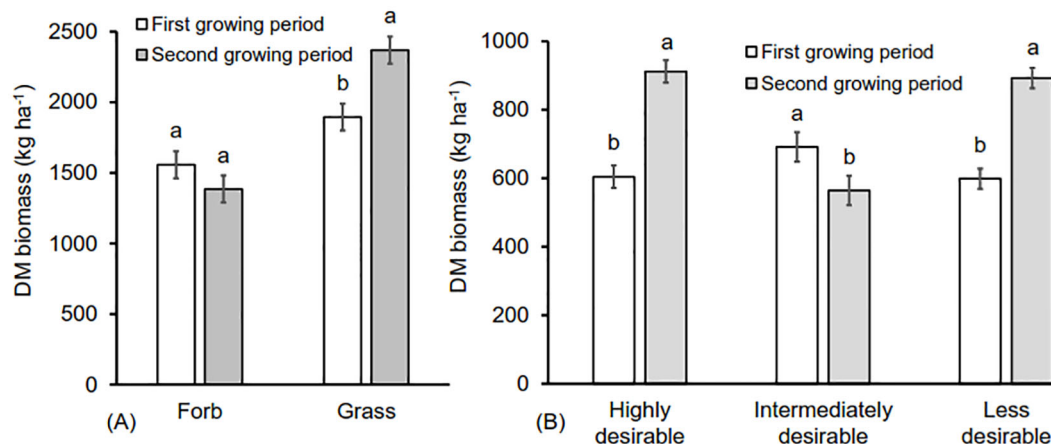 First growing period
Second growing period
DM biomass (kg ha⁻¹)
2500
2000
1500
1000
500
0
a
a
b
a
Forb
Grass
(A)
First growing period
Second growing period
DM biomass (kg ha⁻¹)
1000
800
600
400
200
0
b
a
a
b
b
a
Highly desirable
Intermediately desirable
Less desirable
(B)